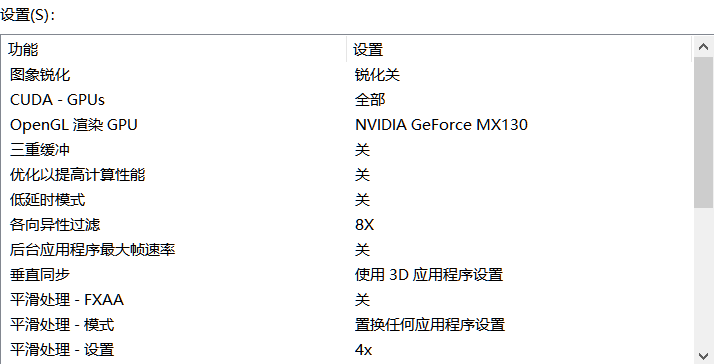 设置(S):
功能 设置
图象锐化 锐化关
CUDA - GPUs 全部
OpenGL 渲染 GPU NVIDIA GeForce MX130
三重缓冲 关
优化以提高计算性能 关
低延时模式 关
各向异性过滤 8X
后台应用程序最大帧速率 关
垂直同步 使用 3D 应用程序设置
平滑处理 - FXAA 关
平滑处理 - 模式 置换任何应用程序设置
平滑处理 - 设置 4x